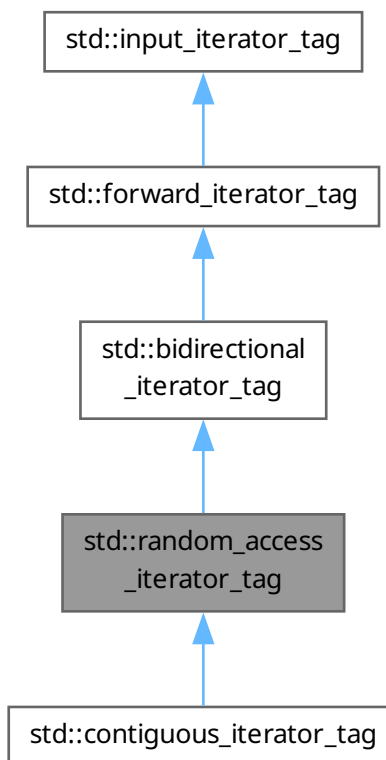 std::input_iterator_tag
std::forward_iterator_tag
std::bidirectional
_iterator_tag
std::random_access
_iterator_tag
std::contiguous_iterator_tag